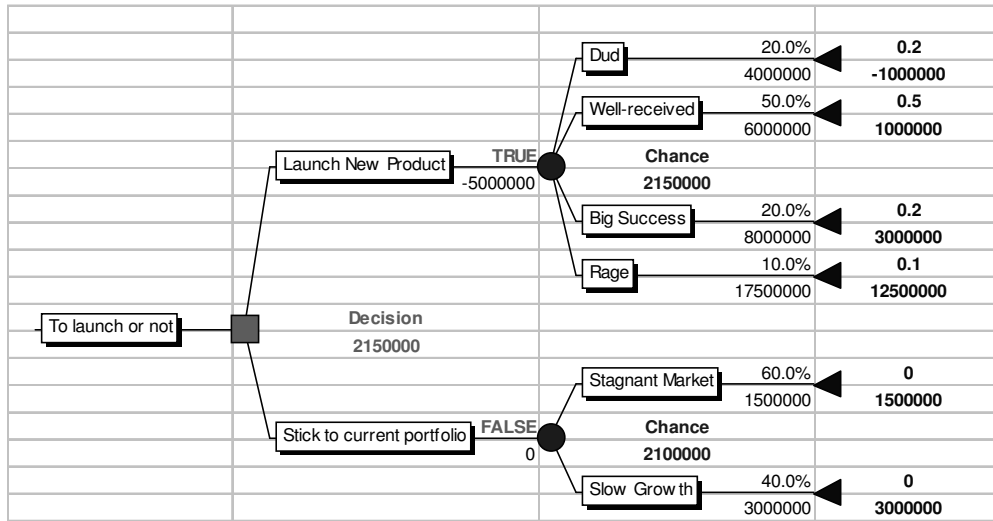 Dud 20.0% 0.2
4000000 -1000000
Well-received 50.0% 0.5
6000000 1000000
Launch New Product TRUE Chance
-5000000 2150000
Big Success 20.0% 0.2
8000000 3000000
Rage 10.0% 0.1
17500000 12500000
To launch or not Decision
2150000
Stagnant Market 60.0% 0
1500000 1500000
Stick to current portfolio FALSE Chance
0 2100000
Slow Growth 40.0% 0
3000000 3000000